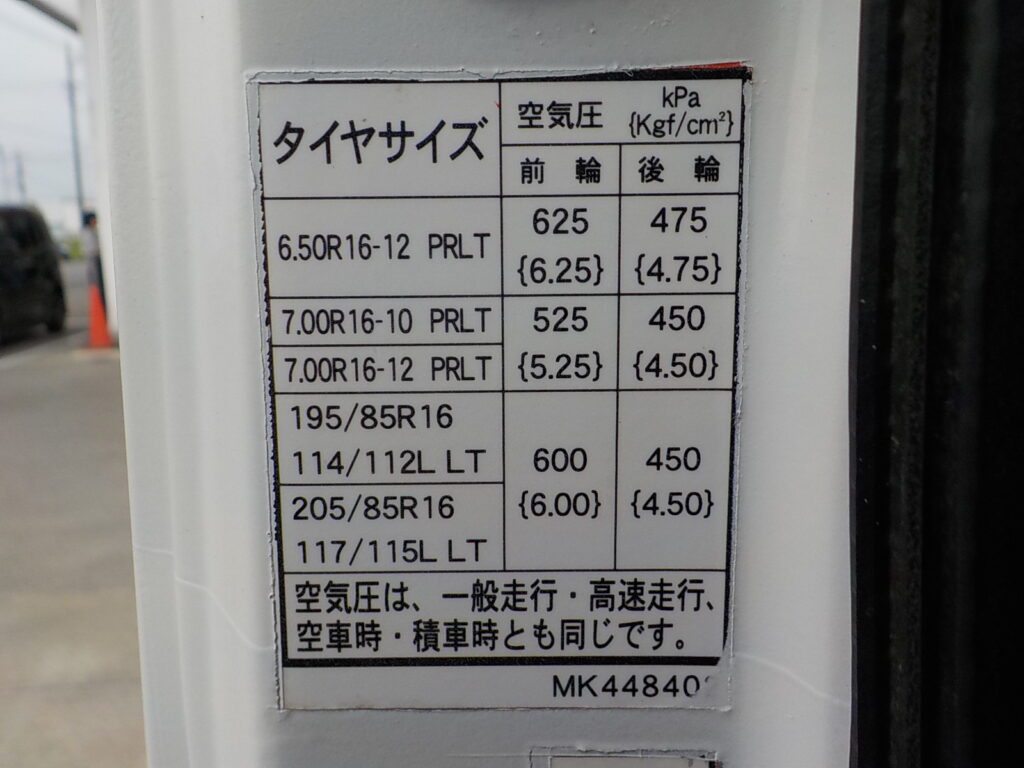 タイヤサイズ 空気圧 kPa
{Kgf/cm²}
前 輪 後 輪
6.50R16-12 PRLT 625 475
{6.25} {4.75}
7.00R16-10 PRLT 525 450
7.00R16-12 PRLT {5.25} {4.50}
195/85R16
114/112L LT 600 450
205/85R16 {6.00} {4.50}
117/115L LT
空気圧は、一般走行・高速走行、
空車時・積車時とも同じです。
MK44840